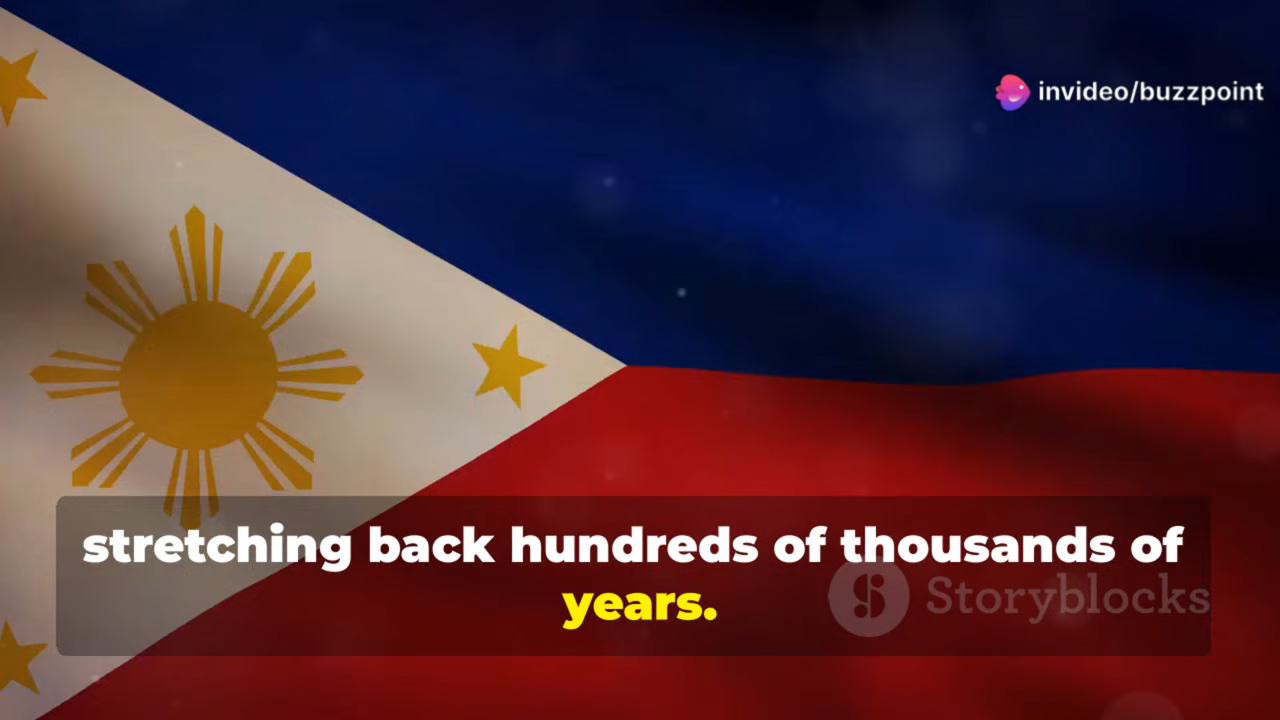 invideo/buzzpoint
stretching back hundreds of thousands of
years.
Storyblocks